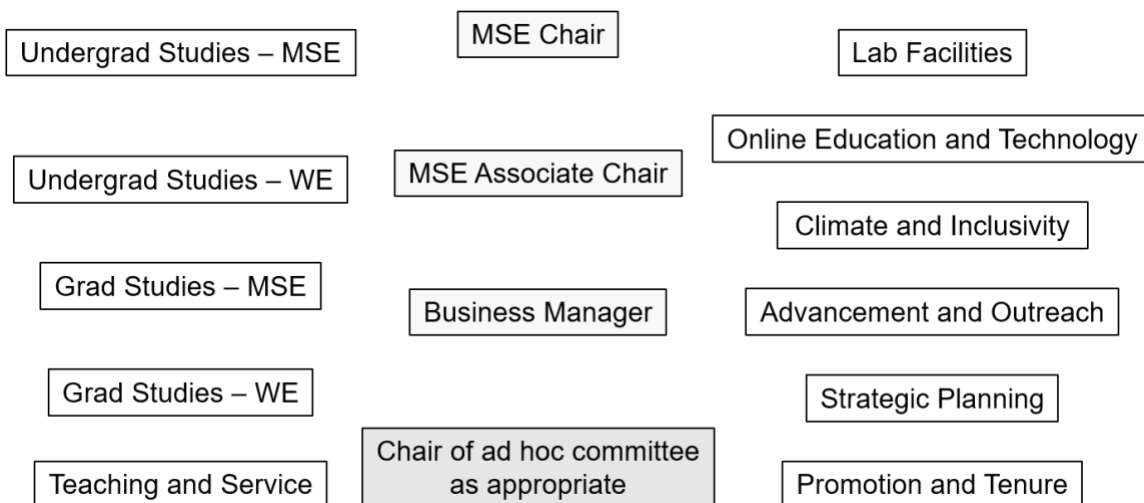 Undergrad Studies – MSE
Undergrad Studies – WE
Grad Studies – MSE
Grad Studies – WE
Teaching and Service
MSE Chair
MSE Associate Chair
Business Manager
Chair of ad hoc committee
as appropriate
Lab Facilities
Online Education and Technology
Climate and Inclusivity
Advancement and Outreach
Strategic Planning
Promotion and Tenure